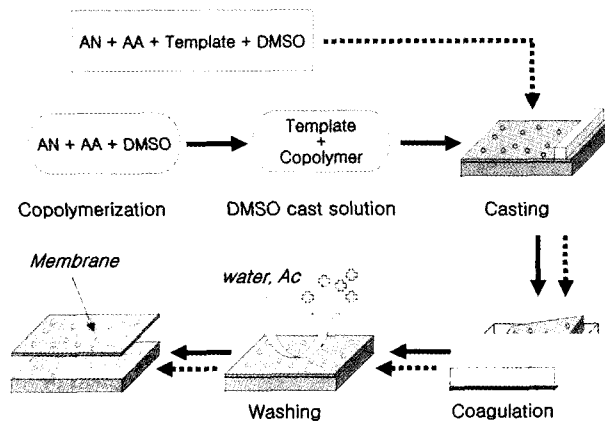 AN + AA + Template + DMSO
AN + AA + DMSO
Template
+
Copolymer
Copolymerization
DMSO cast solution
Casting
Membrane
water, Ac
Washing
Coagulation